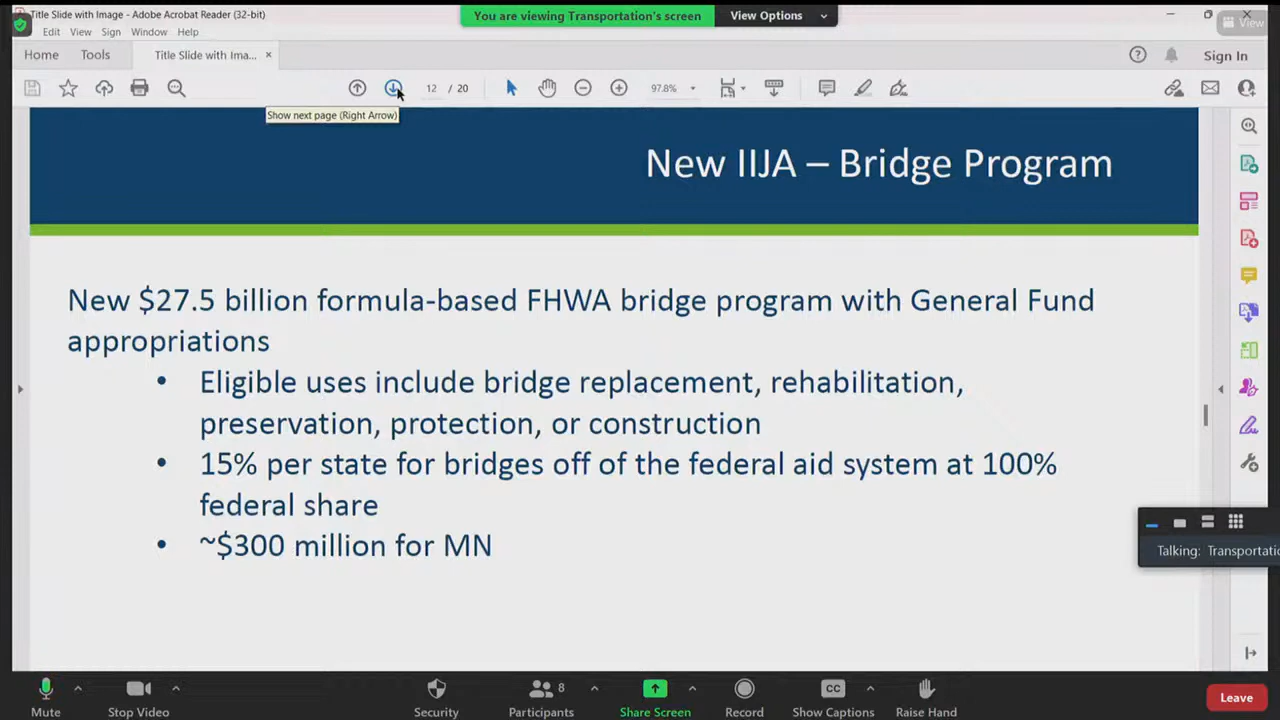 Title Slide with Image - Adobe Acrobat Reader (32-bit)
You are viewing Transportation's screen
View Options
View
Edit View Sign Window Help
Home Tools Title Slide with Ima... × Sign In
12 / 20 97.8%
Show next page (Right Arrow)
New IIJA – Bridge Program
New $27.5 billion formula-based FHWA bridge program with General Fund
appropriations
• Eligible uses include bridge replacement, rehabilitation,
preservation, protection, or construction
• 15% per state for bridges off of the federal aid system at 100%
federal share
• ~$300 million for MN
Talking: Transportatio
Mute Stop Video Security Participants 8 Share Screen Record CC Show Captions Raise Hand Leave